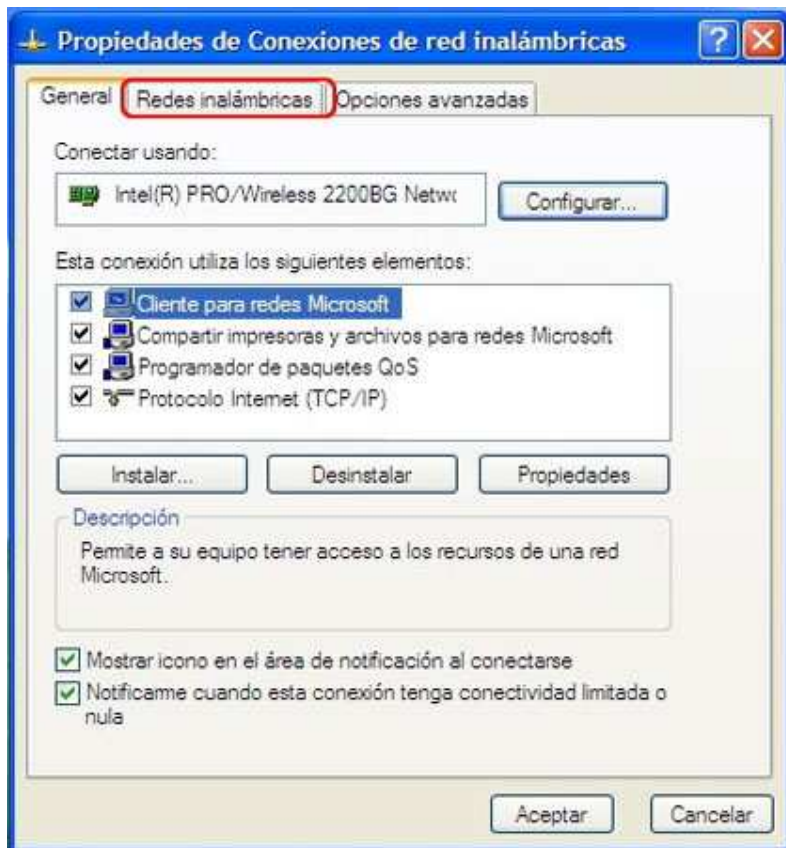 Propiedades de Conexiones de red inalámbricas
General
Redes inalámbricas
Opciones avanzadas
Conectar usando:
Intel(R) PRO/Wireless 2200BG Netwc
Configurar...
Esta conexión utiliza los siguientes elementos:
Cliente para redes Microsoft
Compartir impresoras y archivos para redes Microsoft
Programador de paquetes QoS
Protocolo Internet (TCP/IP)
Instalar...
Desinstalar
Propiedades
Descripción
Permite a su equipo tener acceso a los recursos de una red
Microsoft.
Mostrar icono en el área de notificación al conectarse
Notificarme cuando esta conexión tenga conectividad limitada o
nula
Aceptar
Cancelar